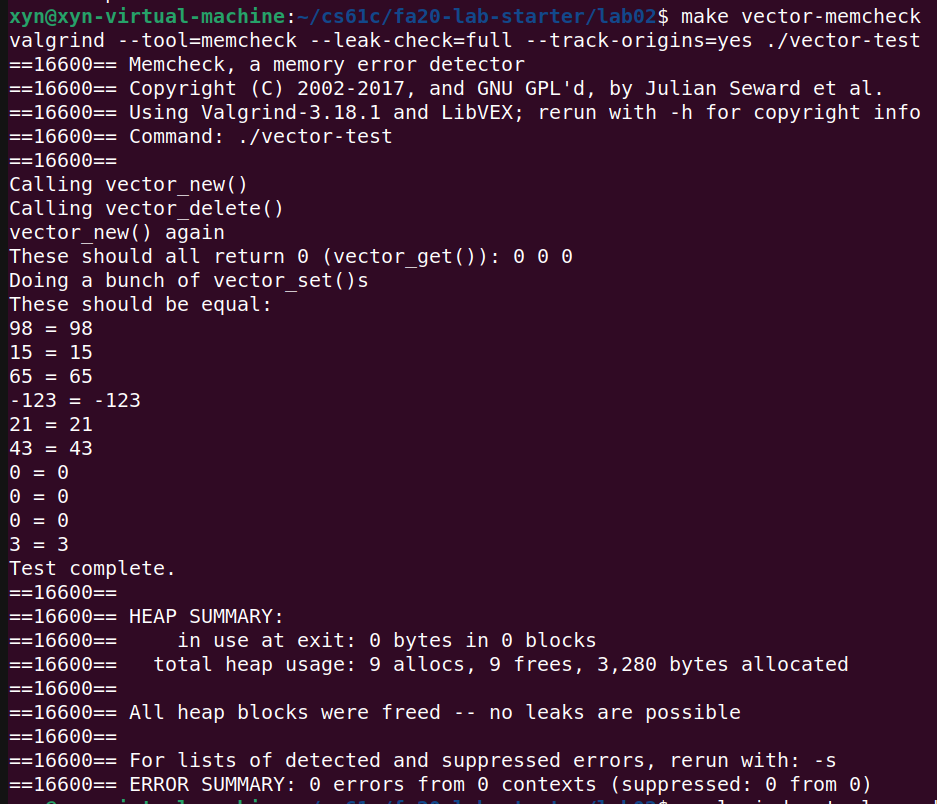 xyn@xyn-virtual-machine:~/cs61c/fa20-lab-starter/lab02$ make vector-memcheck
valgrind --tool=memcheck --leak-check=full --track-origins=yes ./vector-test
==16600== Memcheck, a memory error detector
==16600== Copyright (C) 2002-2017, and GNU GPL'd, by Julian Seward et al.
==16600== Using Valgrind-3.18.1 and LibVEX; rerun with -h for copyright info
==16600== Command: ./vector-test
==16600==
Calling vector_new()
Calling vector_delete()
vector_new() again
These should all return 0 (vector_get()): 0 0 0
Doing a bunch of vector_set()s
These should be equal:
98 = 98
15 = 15
65 = 65
-123 = -123
21 = 21
43 = 43
0 = 0
0 = 0
0 = 0
3 = 3
Test complete.
==16600==
==16600== HEAP SUMMARY:
==16600==     in use at exit: 0 bytes in 0 blocks
==16600==   total heap usage: 9 allocs, 9 frees, 3,280 bytes allocated
==16600==
==16600== All heap blocks were freed -- no leaks are possible
==16600==
==16600== For lists of detected and suppressed errors, rerun with: -s
==16600== ERROR SUMMARY: 0 errors from 0 contexts (suppressed: 0 from 0)